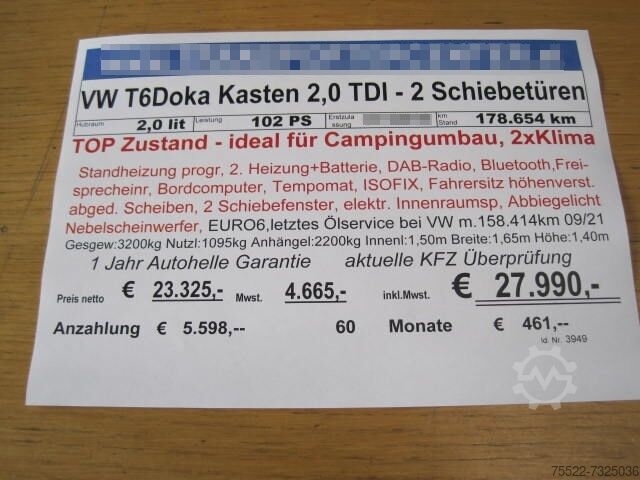 VW T6Doka Kasten 2,0 TDI - 2 Schiebetüren
Hubraum 2,0 lit Leistung 102 PS Erstzulassung km Stand 178.654 km
TOP Zustand - ideal für Campingumbau, 2xKlima
Standheizung progr, 2. Heizung+Batterie, DAB-Radio, Bluetooth,Frei-
sprecheinr, Bordcomputer, Tempomat, ISOFIX, Fahrersitz höhenverst.
abged. Scheiben, 2 Schiebefenster, elektr. Innenraumsp, Abbiegelicht
Nebelscheinwerfer, EURO6,letztes Ölservice bei VW m.158.414km 09/21
Gesgew:3200kg Nutzl:1095kg Anhängel:2200kg Innenl:1,50m Breite:1,65m Höhe:1,40m
1 Jahr Autohelle Garantie aktuelle KFZ Überprüfung
Preis netto € 23.325,- Mwst. 4.665,- inkl.Mwst. € 27.990,-
Anzahlung € 5.598,-- 60 Monate € 461,--
Id. Nr. 3949
75522-7325036